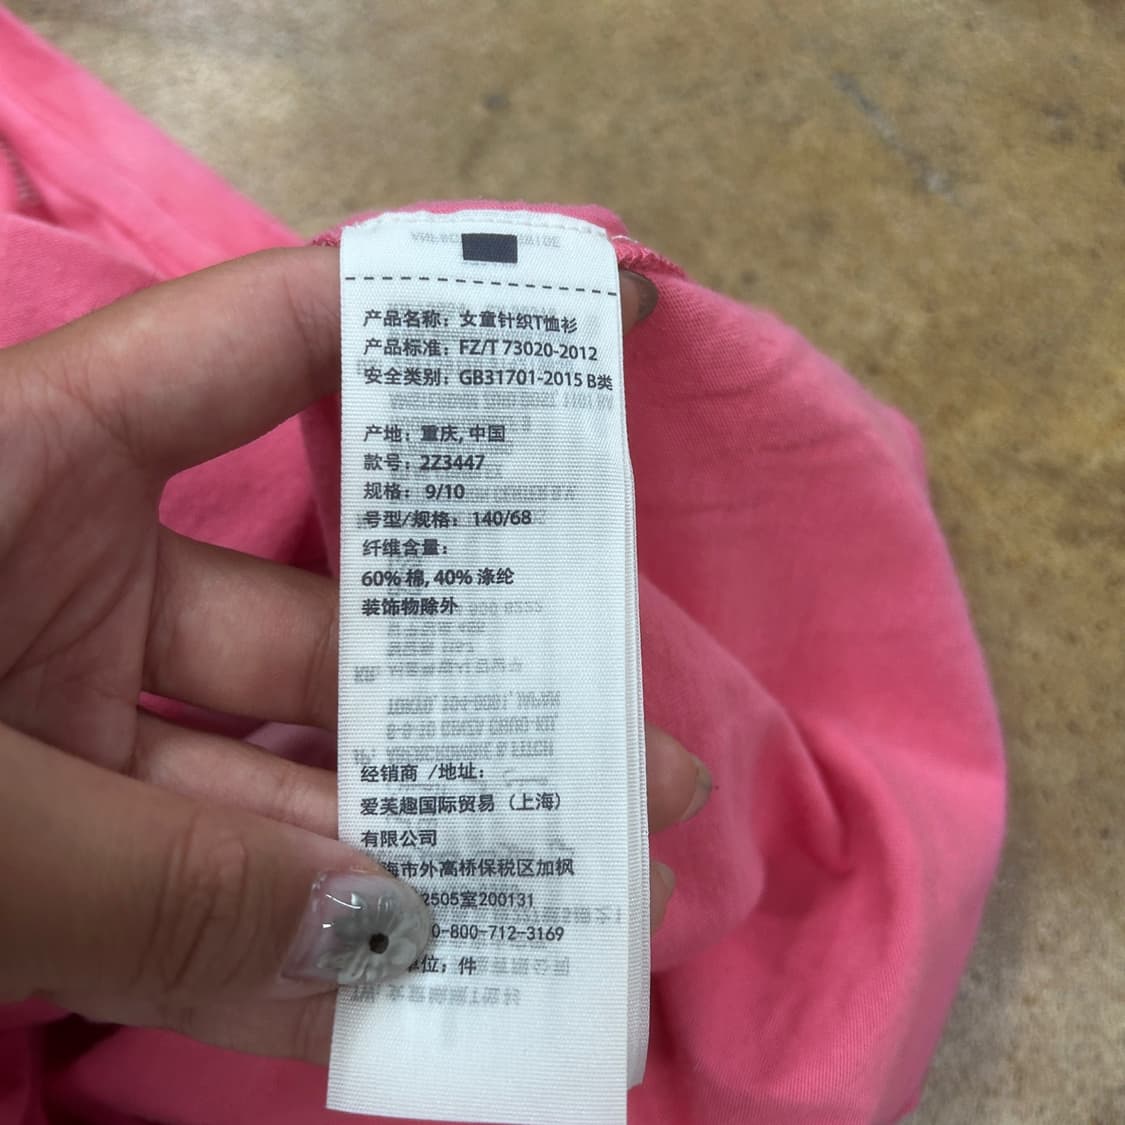 产品名称：女童针织T恤衫
产品标准：FZ/T 73020-2012
安全类别：GB31701-2015 B类
产地：重庆, 中国
款号：2Z3447
规格：9/10
号型/规格：140/68
纤维含量：
60% 棉, 40% 涤纶
装饰物除外
经销商 /地址：
爱芙趣国际贸易（上海）
有限公司
海市外高桥保税区加枫
2505室200131
0-800-712-3169
单位；件